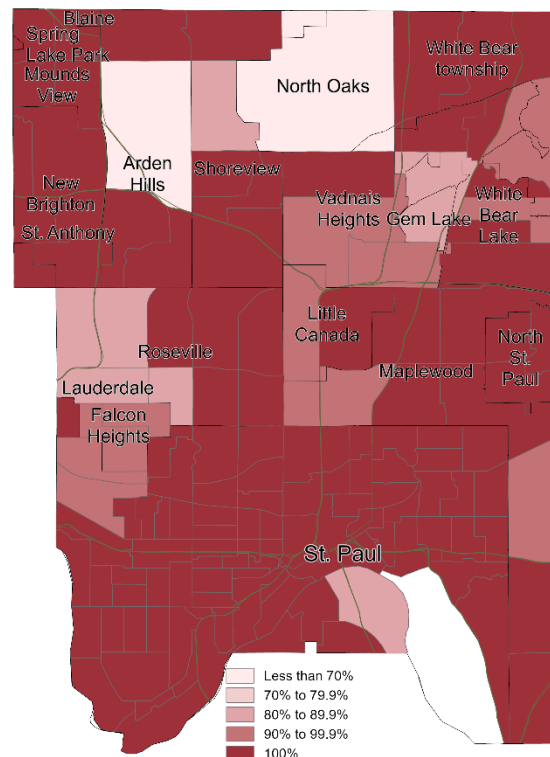 Blaine
Spring
Lake Park
Mounds
View
North Oaks
White Bear
township
Arden
Hills
Shoreview
New
Brighton
St. Anthony
Vadnais
Heights
Gem Lake
White
Bear
Lake
Little
Canada
Roseville
Maplewood
North
St.
Paul
Lauderdale
Falcon
Heights
St. Paul
Less than 70%
70% to 79.9%
80% to 89.9%
90% to 99.9%
100%